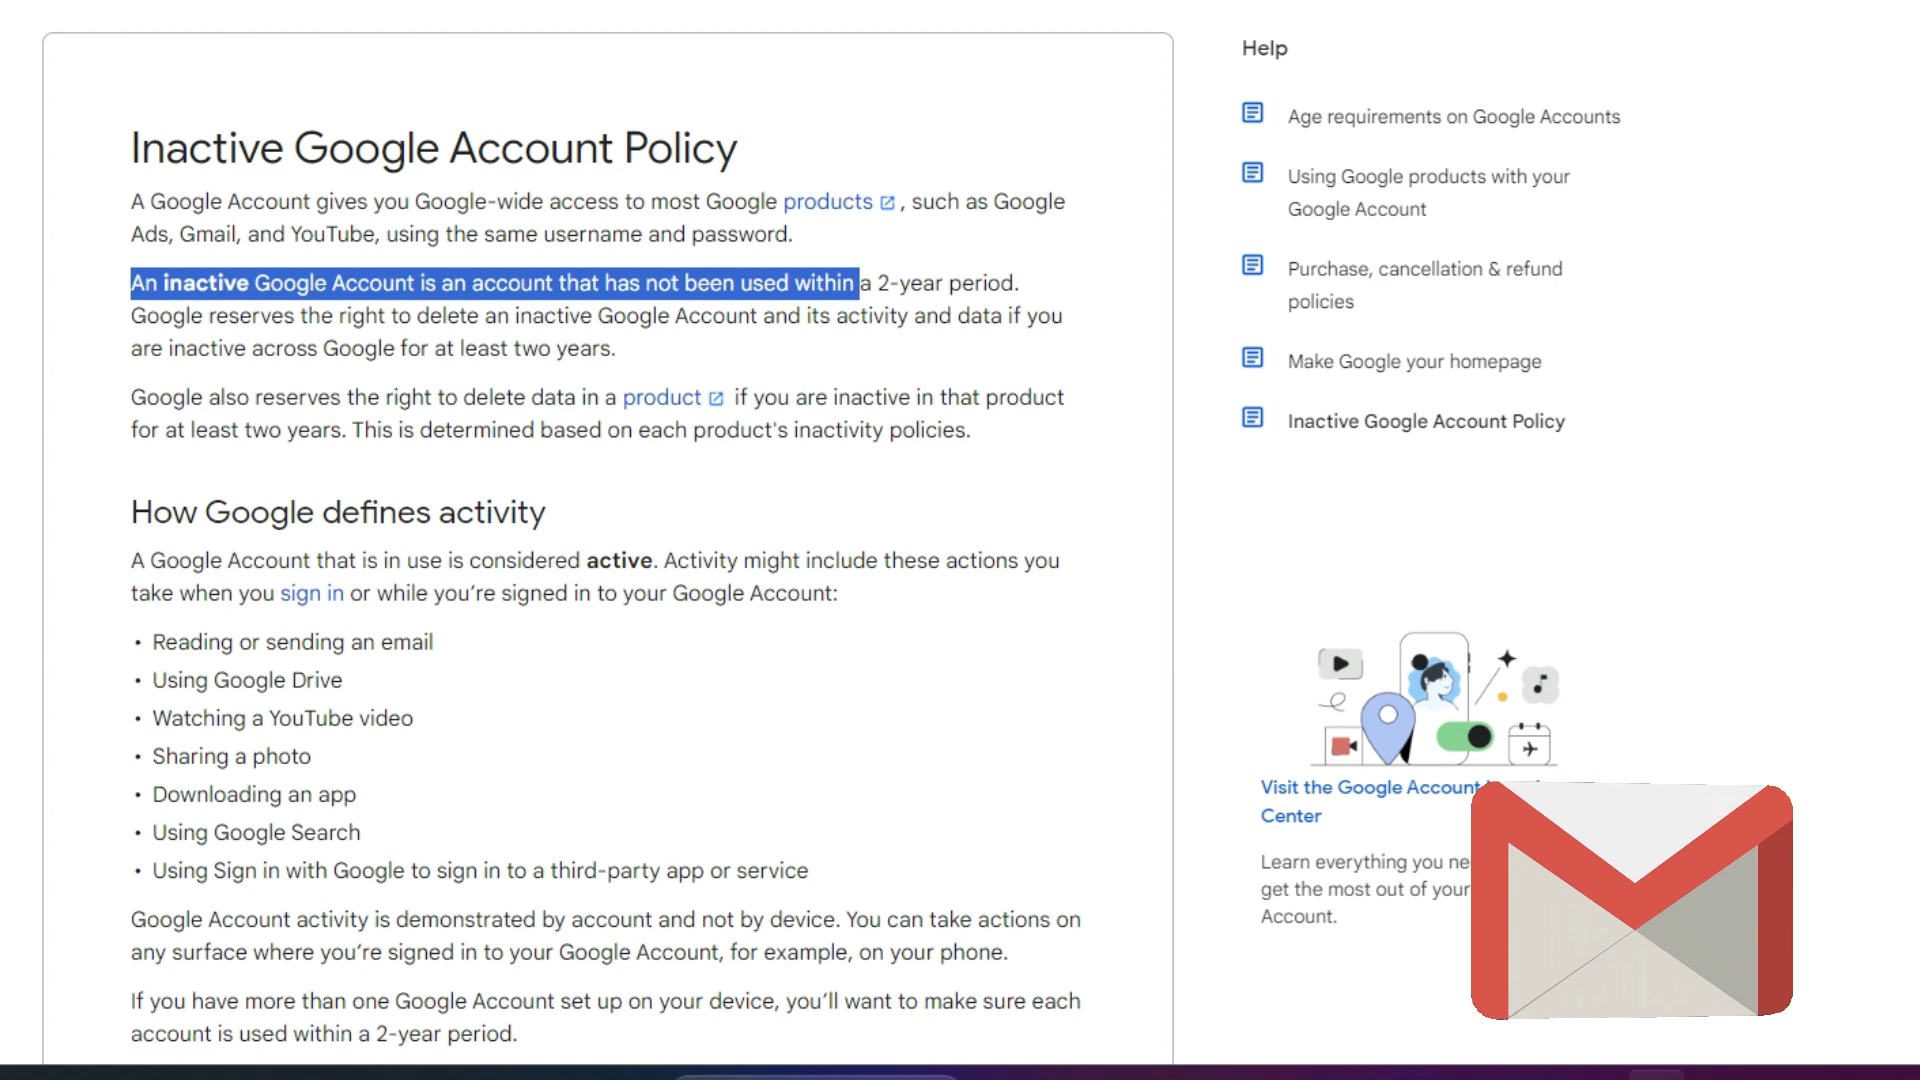 Inactive Google Account Policy
A Google Account gives you Google-wide access to most Google products , such as Google
Ads, Gmail, and YouTube, using the same username and password.
An inactive Google Account is an account that has not been used within a 2-year period.
Google reserves the right to delete an inactive Google Account and its activity and data if you
are inactive across Google for at least two years.
Google also reserves the right to delete data in a product if you are inactive in that product
for at least two years. This is determined based on each product's inactivity policies.
How Google defines activity
A Google Account that is in use is considered active. Activity might include these actions you
take when you sign in or while you’re signed in to your Google Account:
• Reading or sending an email
• Using Google Drive
• Watching a YouTube video
• Sharing a photo
• Downloading an app
• Using Google Search
• Using Sign in with Google to sign in to a third-party app or service
Google Account activity is demonstrated by account and not by device. You can take actions on
any surface where you’re signed in to your Google Account, for example, on your phone.
If you have more than one Google Account set up on your device, you’ll want to make sure each
account is used within a 2-year period.
Help
Age requirements on Google Accounts
Using Google products with your
Google Account
Purchase, cancellation & refund
policies
Make Google your homepage
Inactive Google Account Policy
Visit the Google Account
Center
Learn everything you
get the most out of your
Account.